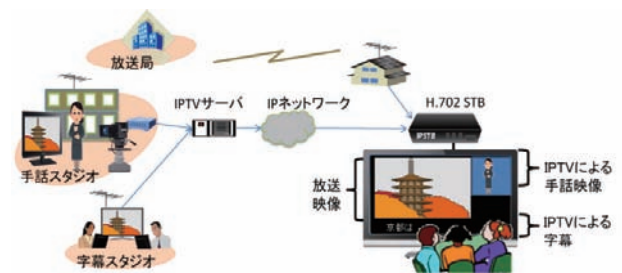 放送局
IPTVサーバ
IPネットワーク
H.702 STB
IPSTB
手話スタジオ
放送
映像
IPTVによる
手話映像
京都は
IPTVによる
字幕
字幕スタジオ